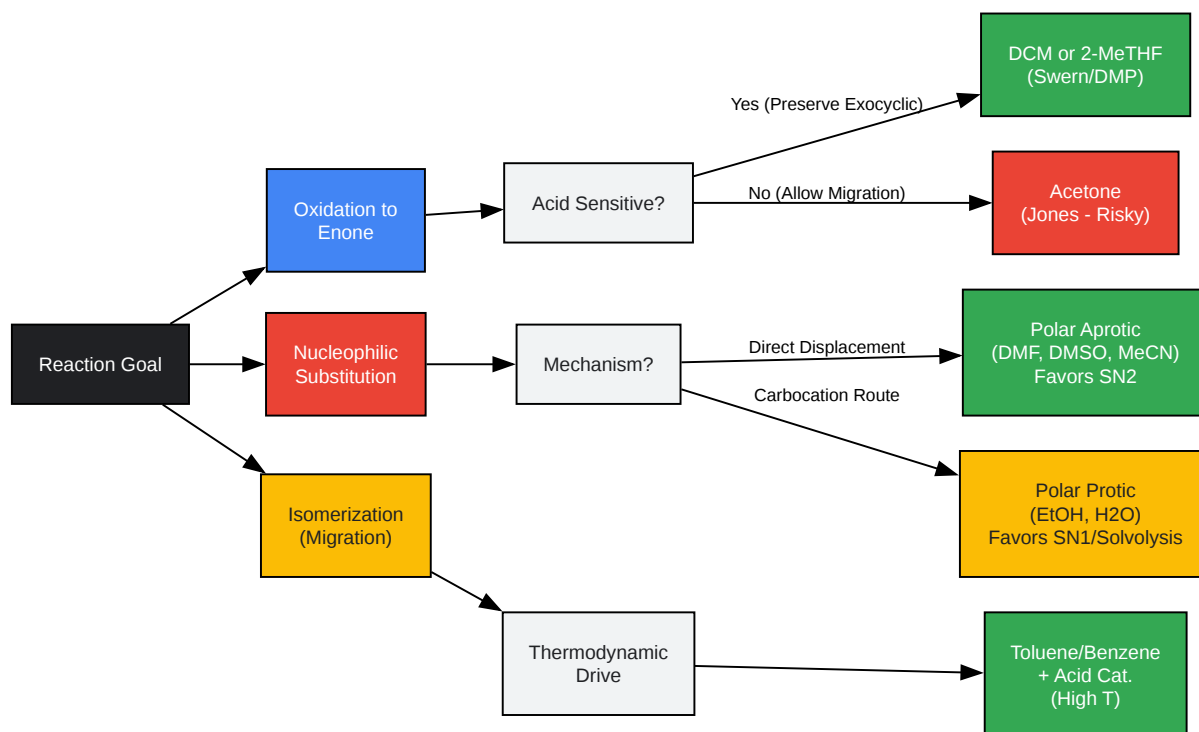 DCM or 2-MeTHF
(Swern/DMP)
Yes (Preserve Exocyclic)
Acetone
(Jones - Risky)
No (Allow Migration)
Oxidation to
Enone
Acid Sensitive?
Reaction Goal
Nucleophilic
Substitution
Mechanism?
Direct Displacement
Polar Aprotic
(DMF, DMSO, MeCN)
Favors SN2
Carbocation Route
Polar Protic
(EtOH, H2O)
Favors SN1/Solvolysis
Isomerization
(Migration)
Thermodynamic
Drive
Toluene/Benzene
+ Acid Cat.
(High T)